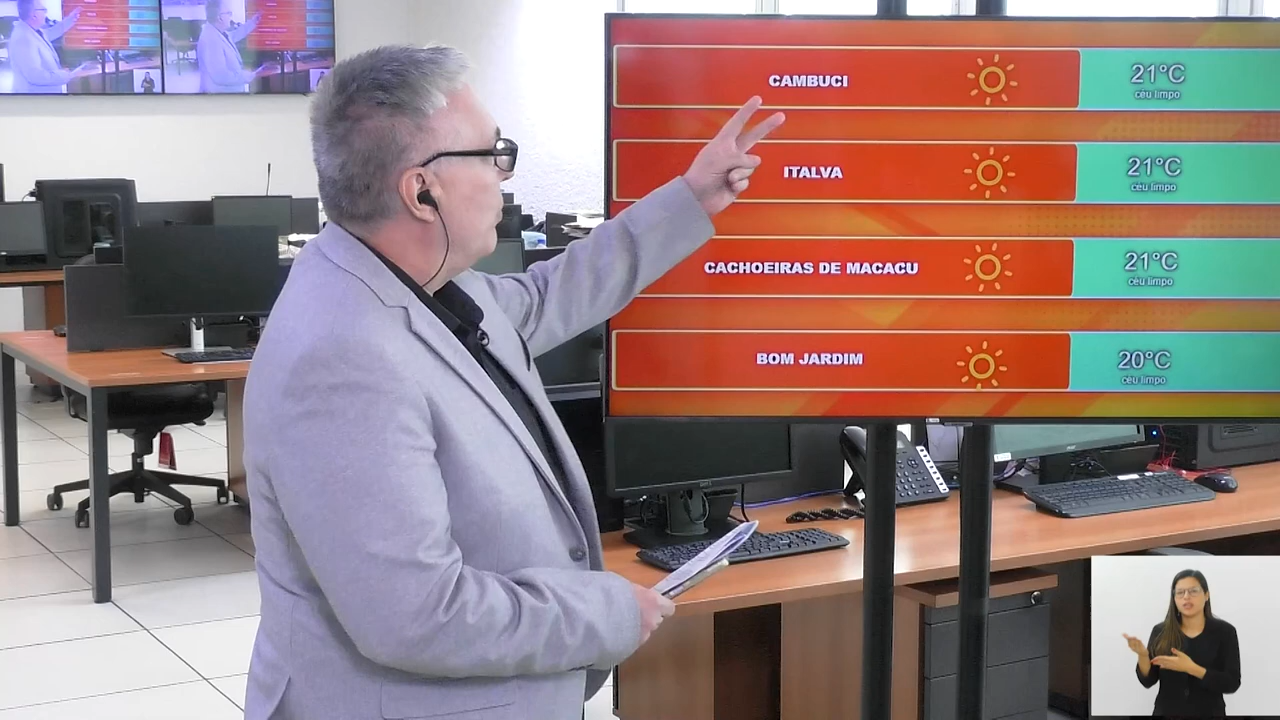 CAMBUCI
21°C
céu limpo
ITALVA
21°C
céu limpo
CACHOEIRAS DE MACACU
21°C
céu limpo
BOM JARDIM
20°C
céu limpo